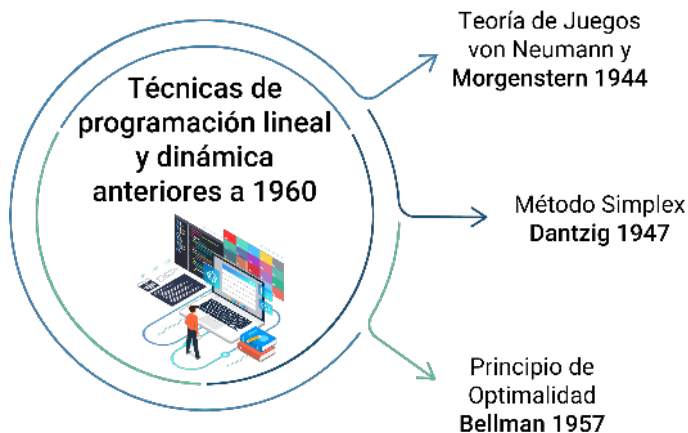 Técnicas de
programación lineal
y dinámica
anteriores a 1960
Teoría de Juegos
von Neumann y
Morgenstern 1944
Método Simplex
Dantzig 1947
Principio de
Optimalidad
Bellman 1957